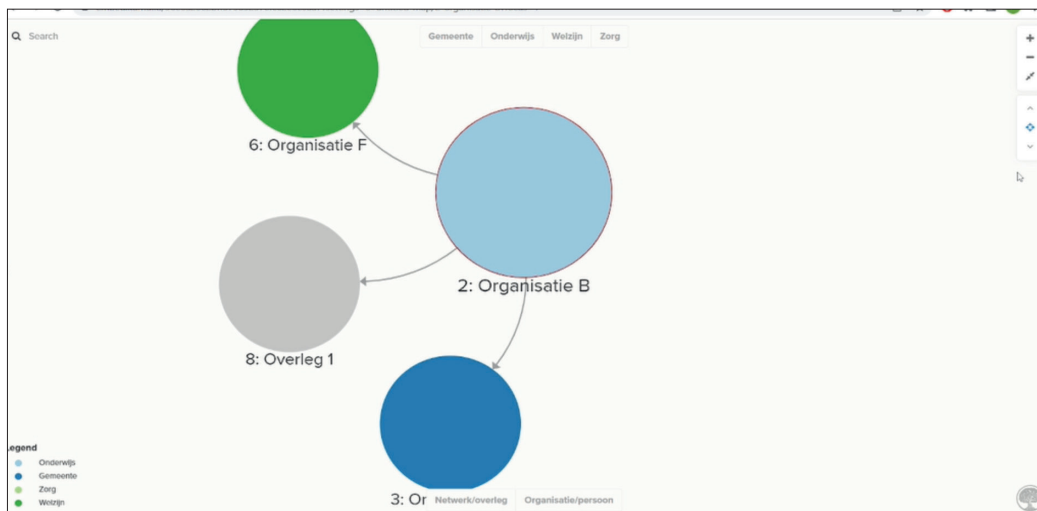 Search
Gemeente Onderwijs Welzijn Zorg
6: Organisatie F
2: Organisatie B
8: Overleg 1
3: Or
Netwerk/overleg Organisatie/persoon
Legend
Onderwijs
Gemeente
Zorg
Welzijn